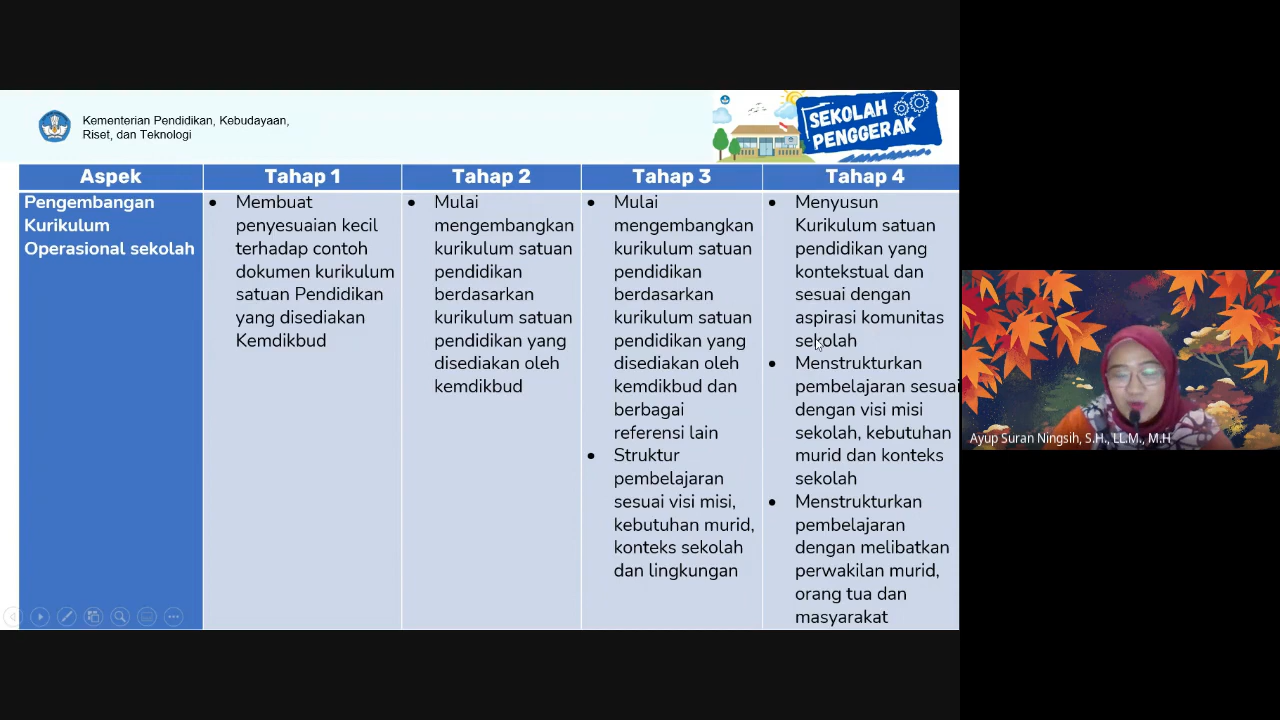 Kementerian Pendidikan, Kebudayaan,
Riset, dan Teknologi
SEKOLAH
PENGGERAK
Aspek
Tahap 1
Tahap 2
Tahap 3
Tahap 4
Pengembangan
Kurikulum
Operasional sekolah
• Membuat
penyesuaian kecil
terhadap contoh
dokumen kurikulum
satuan Pendidikan
yang disediakan
Kemdikbud
• Mulai
mengembangkan
kurikulum satuan
pendidikan
berdasarkan
kurikulum satuan
pendidikan yang
disediakan oleh
kemdikbud
• Mulai
mengembangkan
kurikulum satuan
pendidikan
berdasarkan
kurikulum satuan
pendidikan yang
disediakan oleh
kemdikbud dan
berbagai
referensi lain
• Struktur
pembelajaran
sesuai visi misi,
kebutuhan murid,
konteks sekolah
dan lingkungan
• Menyusun
Kurikulum satuan
pendidikan yang
kontekstual dan
sesuai dengan
aspirasi komunitas
sekolah
• Menstrukturkan
pembelajaran sesuai
dengan visi misi
sekolah, kebutuhan
murid dan konteks
sekolah
• Menstrukturkan
pembelajaran
dengan melibatkan
perwakilan murid,
orang tua dan
masyarakat
Ayup Suran Ningsih, S.H., LL.M., M.H